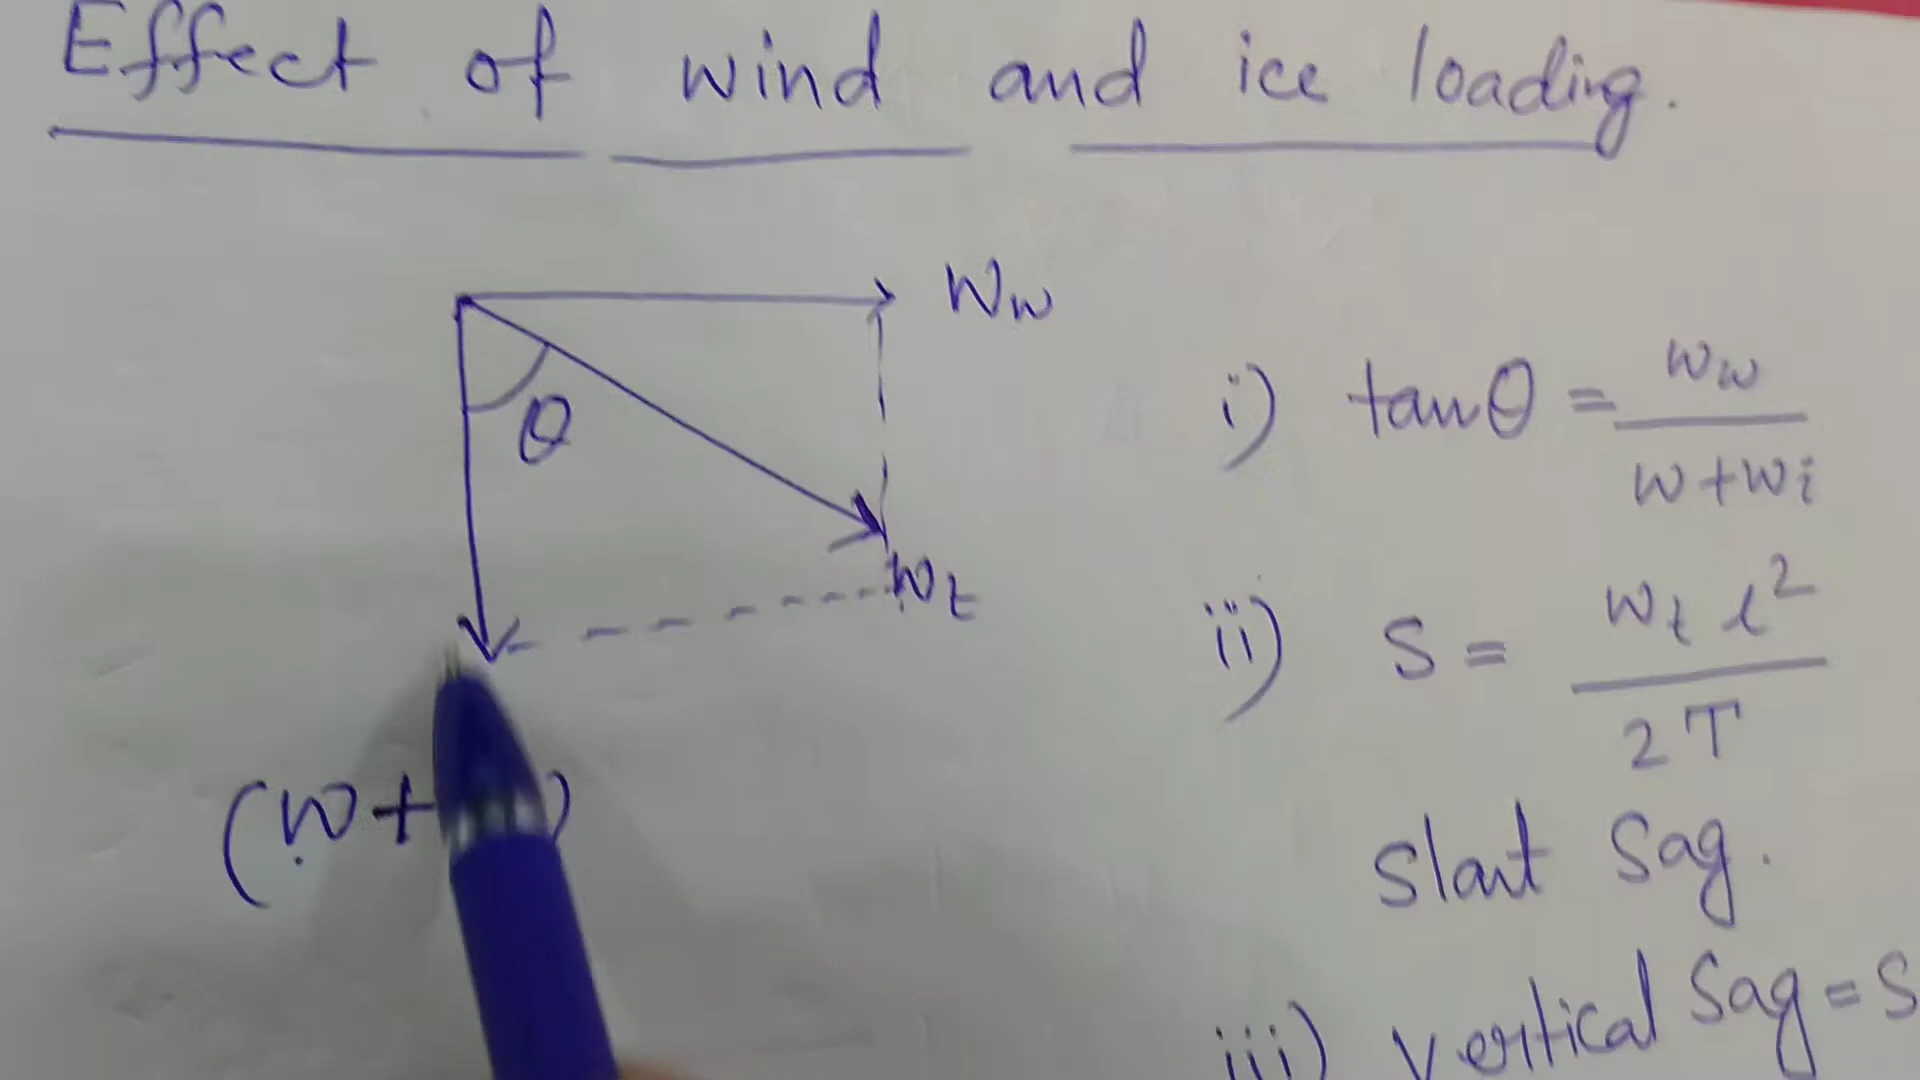 Effect of wind and ice loading.
Ww
θ
wt
(w+ )
i) tanθ = ww / w+wi
ii) S = wt l² / 2T
Slant Sag.
iii) Vertical Sag = S